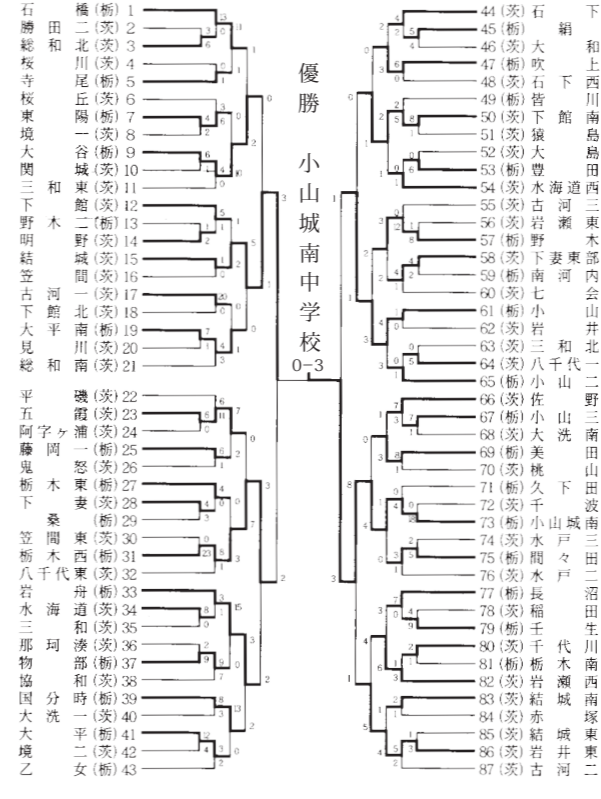 石橋(栃) 1
勝田二(茨) 2
総和北(茨) 3
桜川(茨) 4
寺尾(栃) 5
桜丘(茨) 6
東陽(栃) 7
境一(茨) 8
大谷(栃) 9
関城(茨) 10
三和東(茨) 11
下館(茨) 12
野木二(栃) 13
明野(茨) 14
結城(茨) 15
笠間(茨) 16
古河一(茨) 17
下館北(茨) 18
大平南(栃) 19
見川(茨) 20
総和南(茨) 21
平磯(茨) 22
五霞(茨) 23
阿字ヶ浦(茨) 24
藤岡一(栃) 25
鬼怒(茨) 26
栃木東(栃) 27
下妻(茨) 28
桑(栃) 29
笠間東(茨) 30
栃木西(栃) 31
八千代東(茨) 32
岩舟(栃) 33
水海道(茨) 34
三和(茨) 35
那珂湊(茨) 36
物部(栃) 37
協和(茨) 38
国分時(栃) 39
大洗一(茨) 40
大平(栃) 41
境二(茨) 42
乙女(栃) 43
優勝 小山城南中学校
0-3
44(茨)石下
45(栃)絹
46(茨)大和
47(栃)吹上
48(茨)石下西
49(栃)皆川
50(茨)下館南
51(茨)猿島
52(茨)大島
53(栃)豊田
54(茨)水海道西
55(茨)古河三
56(茨)岩瀬東
57(栃)野木
58(茨)下妻東部
59(栃)南河内
60(茨)七会
61(栃)小山
62(茨)岩井
63(茨)三和北
64(茨)八千代一
65(栃)小山二
66(茨)佐野
67(栃)小山三
68(茨)大洗南
69(栃)美田
70(茨)桃山
71(栃)久下田
72(茨)千波
73(栃)小山城南
74(茨)水戸三
75(栃)間々田
76(茨)水戸二
77(栃)長沼
78(茨)稲田
79(栃)壬生
80(茨)千代川
81(栃)栃木南
82(茨)岩瀬西
83(茨)結城南
84(茨)赤塚
85(茨)結城東
86(茨)岩井東
87(茨)古河二